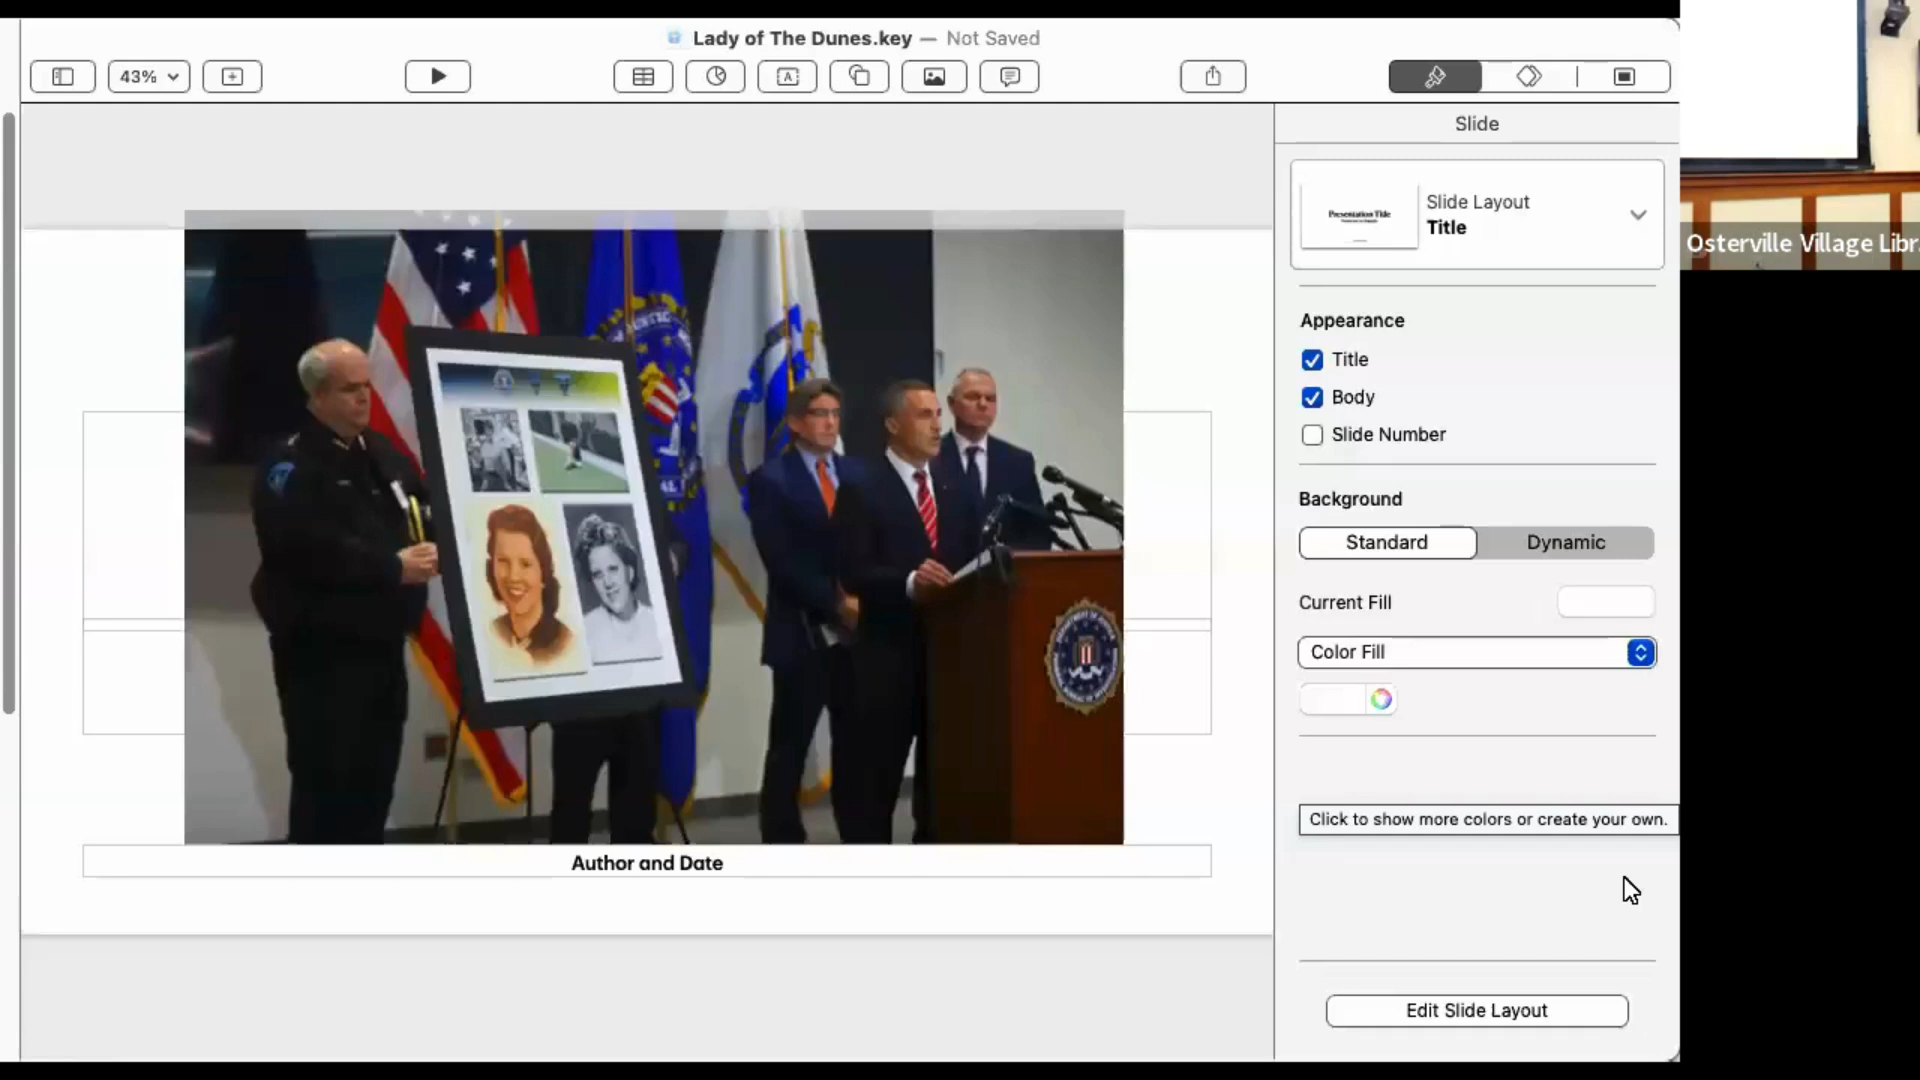 Lady of The Dunes.key — Not Saved
43%
Slide
Presentation Title
Slide Layout
Title
Osterville Village Libr
Appearance
Title
Body
Slide Number
Background
Standard
Dynamic
Current Fill
Color Fill
Click to show more colors or create your own.
Author and Date
Edit Slide Layout